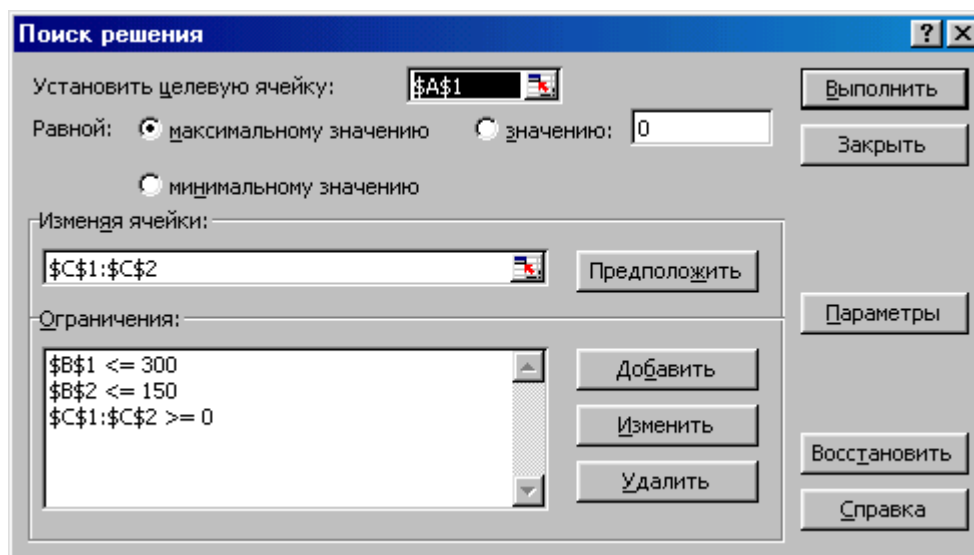 Поиск решения
Установить целевую ячейку: $A$1
Выполнить
Равной: максимальному значению значению: 0
Закрыть
минимальному значению
Изменяя ячейки:
$C$1:$C$2
Предположить
Параметры
Ограничения:
$B$1 <= 300
$B$2 <= 150
$C$1:$C$2 >= 0
Добавить
Изменить
Удалить
Восстановить
Справка